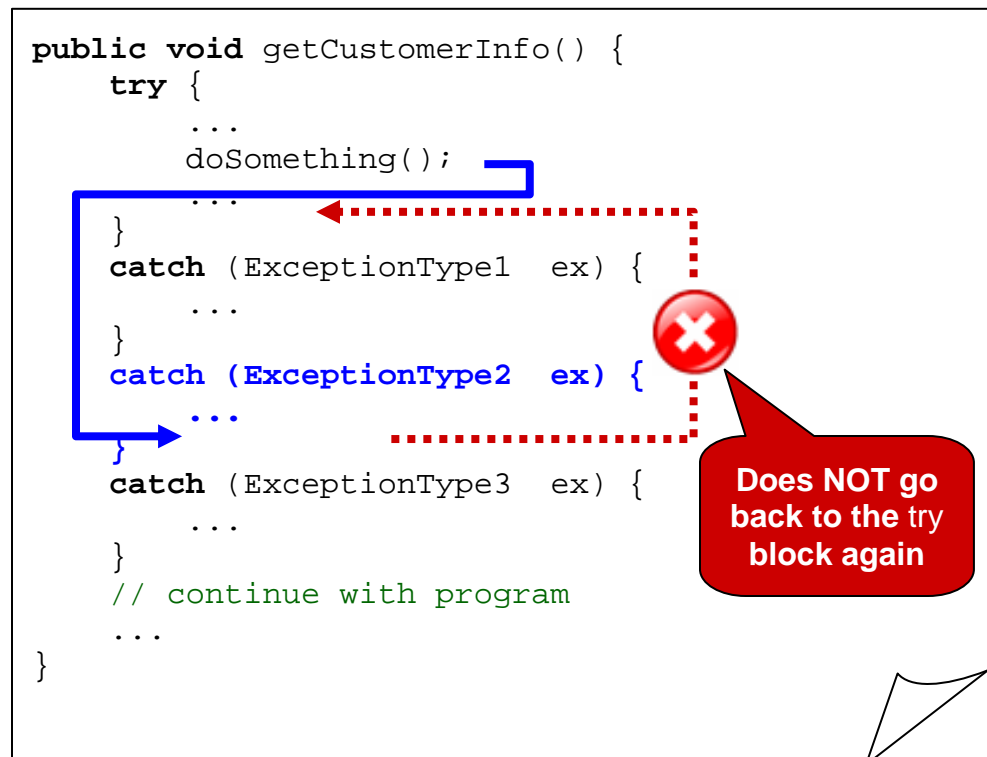 public void getCustomerInfo() {
try {
...
doSomething();
...
}
catch (ExceptionType1 ex) {
...
}
catch (ExceptionType2 ex) {
...
}
catch (ExceptionType3 ex) {
...
}
// continue with program
...
}
Does NOT go
back to the try
block again